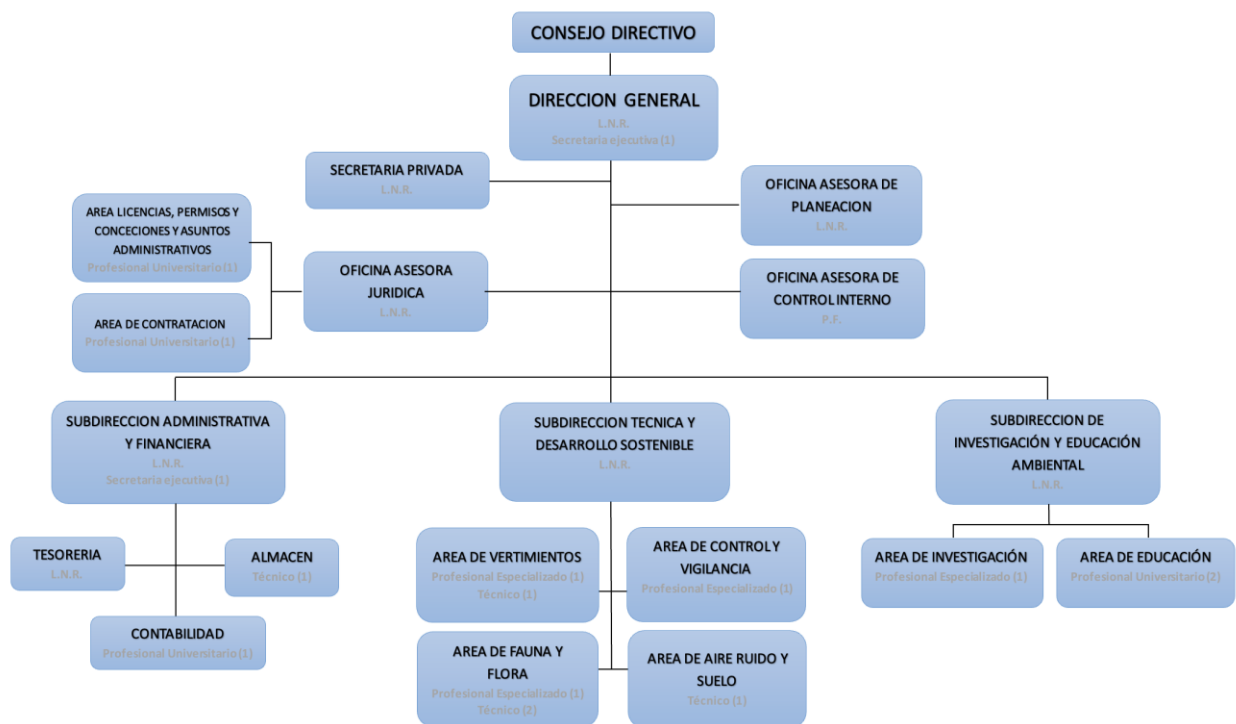 CONSEJO DIRECTIVO
DIRECCION GENERAL
L.N.R.
Secretaria ejecutiva (1)
SECRETARIA PRIVADA
L.N.R.
OFICINA ASESORA DE
PLANEACION
L.N.R.
AREA LICENCIAS, PERMISOS Y
CONCECIONES Y ASUNTOS
ADMINISTRATIVOS
Profesional Universitario (1)
OFICINA ASESORA
JURIDICA
L.N.R.
OFICINA ASESORA DE
CONTROL INTERNO
P.F.
AREA DE CONTRATACION
Profesional Universitario (1)
SUBDIRECCION ADMINISTRATIVA
Y FINANCIERA
L.N.R.
Secretaria ejecutiva (1)
SUBDIRECCION TECNICA Y
DESARROLLO SOSTENIBLE
L.N.R.
SUBDIRECCION DE
INVESTIGACIÓN Y EDUCACIÓN
AMBIENTAL
L.N.R.
TESORERIA
L.N.R.
ALMACEN
Técnico (1)
CONTABILIDAD
Profesional Universitario (1)
AREA DE VERTIMIENTOS
Profesional Especializado (1)
Técnico (1)
AREA DE CONTROL Y
VIGILANCIA
Profesional Especializado (1)
AREA DE FAUNA Y
FLORA
Profesional Especializado (1)
Técnico (2)
AREA DE AIRE RUIDO Y
SUELO
Técnico (1)
AREA DE INVESTIGACIÓN
Profesional Especializado (1)
AREA DE EDUCACIÓN
Profesional Universitario (2)